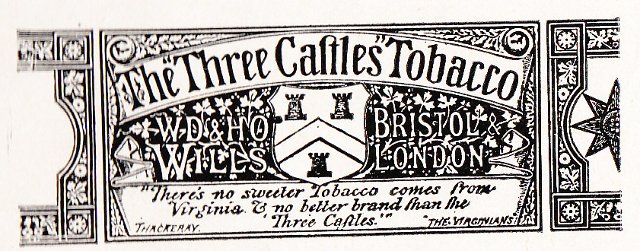 The "Three Caſtles" Tobacco
W.D & H.O
WILLS
BRISTOL &
LONDON
"There's no sweeter Tobacco comes from
Virginia & no better brand than the
"Three Caſtles.""
THACKERAY. "THE VIRGINIANS"